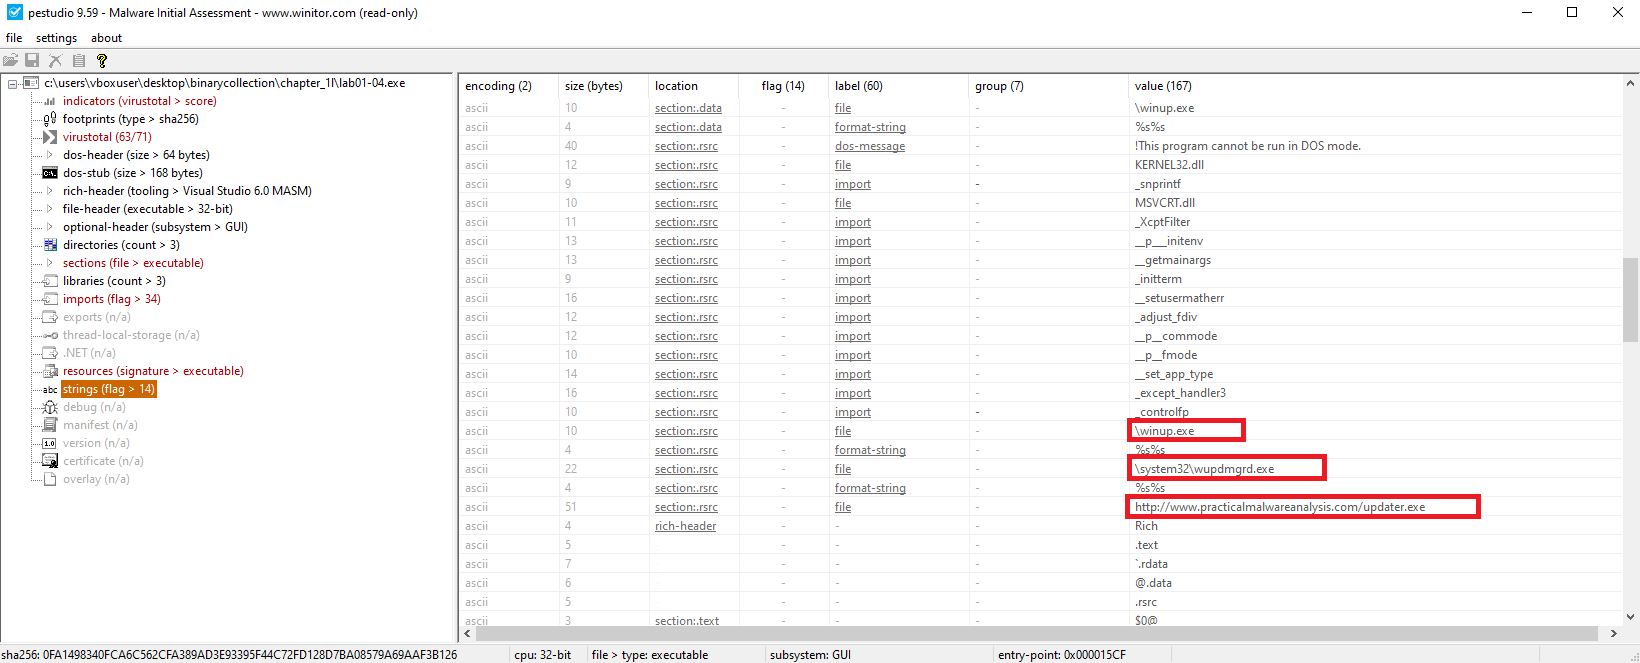 pestudio 9.59 - Malware Initial Assessment - www.winitor.com (read-only)
file settings about
c:\users\vboxuser\desktop\binarycollection\chapter_1l\lab01-04.exe
indicators (virustotal > score)
footprints (type > sha256)
virustotal (63/71)
dos-header (size > 64 bytes)
dos-stub (size > 168 bytes)
rich-header (tooling > Visual Studio 6.0 MASM)
file-header (executable > 32-bit)
optional-header (subsystem > GUI)
directories (count > 3)
sections (file > executable)
libraries (count > 3)
imports (flag > 34)
exports (n/a)
thread-local-storage (n/a)
.NET (n/a)
resources (signature > executable)
abc strings (flag > 14)
debug (n/a)
manifest (n/a)
1.0 version (n/a)
certificate (n/a)
overlay (n/a)
encoding (2) size (bytes) location flag (14) label (60) group (7) value (167)
ascii 10 section:.data - file - \winup.exe
ascii 4 section:.data - format-string - %s%s
ascii 40 section:.rsrc - dos-message - !This program cannot be run in DOS mode.
ascii 12 section:.rsrc - file - KERNEL32.dll
ascii 9 section:.rsrc - import - _snprintf
ascii 10 section:.rsrc - file - MSVCRT.dll
ascii 11 section:.rsrc - import - _XcptFilter
ascii 13 section:.rsrc - import - __p___initenv
ascii 13 section:.rsrc - import - __getmainargs
ascii 9 section:.rsrc - import - _initterm
ascii 16 section:.rsrc - import - __setusermatherr
ascii 12 section:.rsrc - import - _adjust_fdiv
ascii 12 section:.rsrc - import - __p__commode
ascii 10 section:.rsrc - import - __p__fmode
ascii 14 section:.rsrc - import - __set_app_type
ascii 16 section:.rsrc - import - _except_handler3
ascii 10 section:.rsrc - import - _controlfp
ascii 10 section:.rsrc - file - \winup.exe
ascii 4 section:.rsrc - format-string - %s%s
ascii 22 section:.rsrc - file - \system32\wupdmgrd.exe
ascii 4 section:.rsrc - format-string - %s%s
ascii 51 section:.rsrc - file - http://www.practicalmalwareanalysis.com/updater.exe
ascii 4 rich-header - - - Rich
ascii 5 - - - .text
ascii 7 - - - `.rdata
ascii 6 - - - @.data
ascii 5 - - - .rsrc
ascii 3 section:.text - - - $0@
sha256: 0FA1498340FCA6C562CFA389AD3E93395F44C72FD128D7BA08579A69AAF3B126 cpu: 32-bit file > type: executable subsystem: GUI entry-point: 0x000015CF